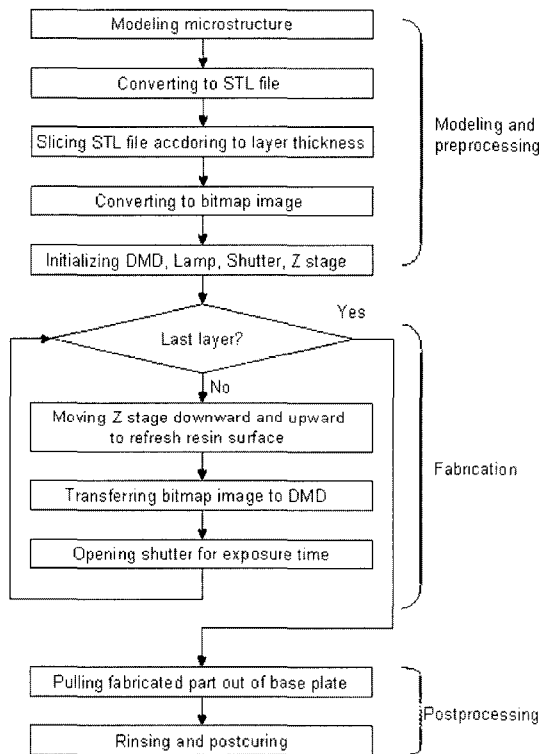 Modeling microstructure
Converting to STL file
Slicing STL file accdoring to layer thickness
Converting to bitmap image
Initializing DMD, Lamp, Shutter, Z stage
Modeling and
preprocessing
Yes
Last layer?
No
Moving Z stage downward and upward
to refresh resin surface
Transferring bitmap image to DMD
Opening shutter for exposure time
Fabrication
Pulling fabricated part out of base plate
Rinsing and postcuring
Postprocessing